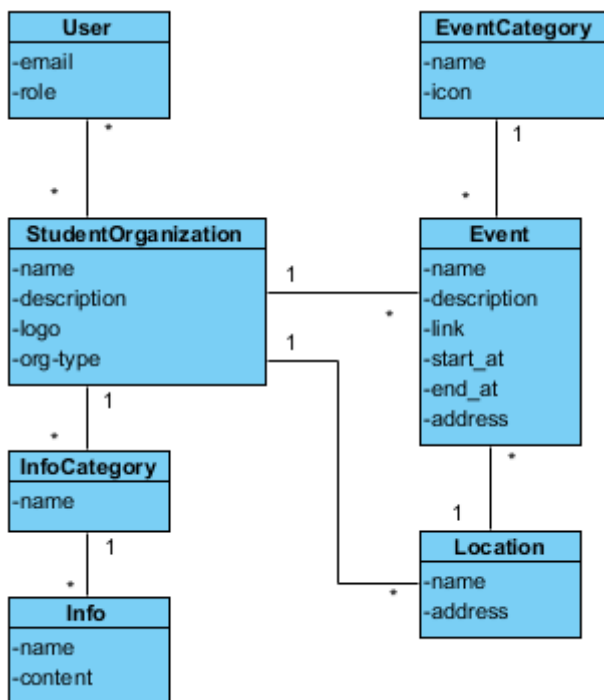 User
-email
-role
*
*
EventCategory
-name
-icon
1
*
StudentOrganization
-name
-description
-logo
-org-type
1
*
1
*
Event
-name
-description
-link
-start_at
-end_at
-address
*
1
1
*
InfoCategory
-name
1
*
Location
-name
-address
Info
-name
-content